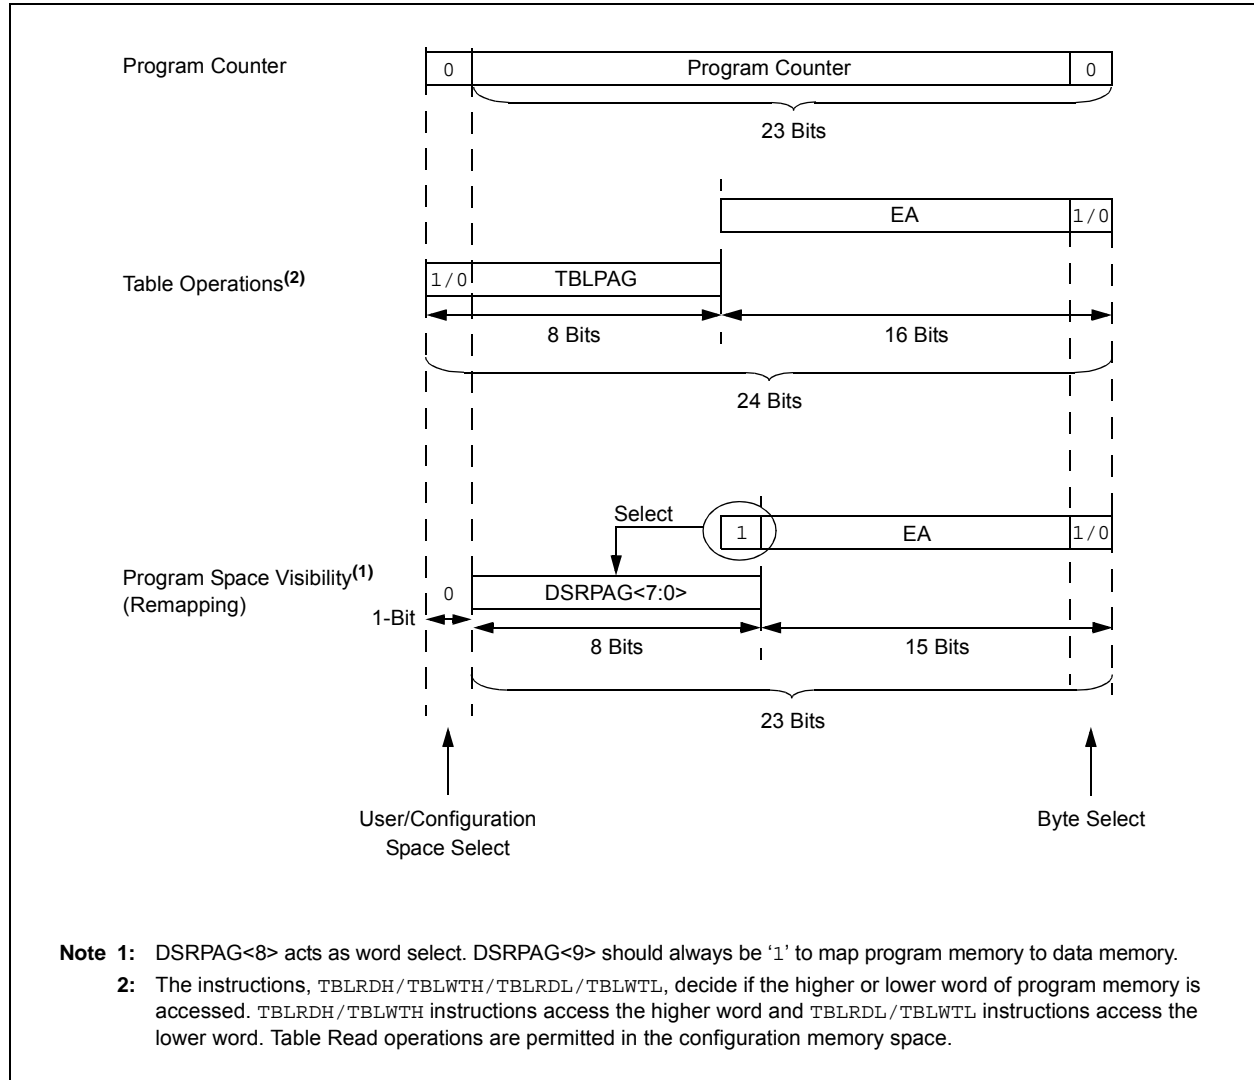 Program Counter
0
Program Counter
0
23 Bits
EA
1/0
Table Operations(2)
1/0
TBLPAG
8 Bits
16 Bits
24 Bits
Select
1
EA
1/0
Program Space Visibility(1)
(Remapping)
0
DSRPAG<7:0>
1-Bit
8 Bits
15 Bits
23 Bits
User/Configuration
Space Select
Byte Select
Note 1: DSRPAG<8> acts as word select. DSRPAG<9> should always be ‘1’ to map program memory to data memory.
2: The instructions, TBLRDH/TBLWTH/TBLRDL/TBLWTL, decide if the higher or lower word of program memory is
accessed. TBLRDH/TBLWTH instructions access the higher word and TBLRDL/TBLWTL instructions access the
lower word. Table Read operations are permitted in the configuration memory space.